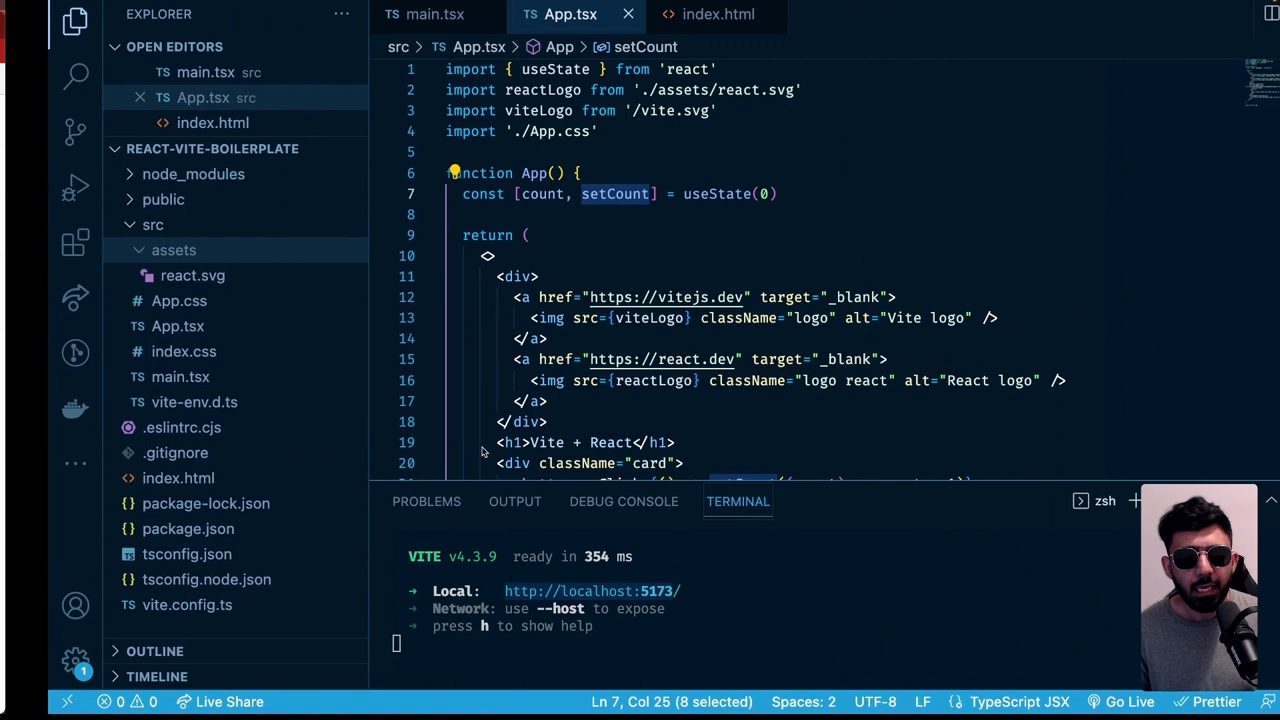 EXPLORER
OPEN EDITORS
main.tsx src
App.tsx src
index.html
REACT-VITE-BOILERPLATE
node_modules
public
src
assets
react.svg
# App.css
TS App.tsx
# index.css
TS main.tsx
TS vite-env.d.ts
.eslintrc.cjs
.gitignore
<> index.html
{} package-lock.json
{} package.json
tsconfig.json
{} tsconfig.node.json
TS vite.config.ts
OUTLINE
TIMELINE
TS main.tsx
TS App.tsx
<> index.html
src > TS App.tsx > App > setCount
1 import { useState } from 'react'
2 import reactLogo from './assets/react.svg'
3 import viteLogo from '/vite.svg'
4 import './App.css'
5
6 unction App() {
7 const [count, setCount] = useState(0)
8
9 return (
10 <>
11 <div>
12 <a href="https://vitejs.dev" target="_blank">
13 <img src={viteLogo} className="logo" alt="Vite logo" />
14 </a>
15 <a href="https://react.dev" target="_blank">
16 <img src={reactLogo} className="logo react" alt="React logo" />
17 </a>
18 </div>
19 <h1>Vite + React</h1>
20 <div className="card">
PROBLEMS OUTPUT DEBUG CONSOLE TERMINAL zsh
VITE v4.3.9 ready in 354 ms
➜ Local: http://localhost:5173/
➜ Network: use --host to expose
➜ press h to show help
1
0 0 Live Share Ln 7, Col 25 (8 selected) Spaces: 2 UTF-8 LF {} TypeScript JSX Go Live Prettier